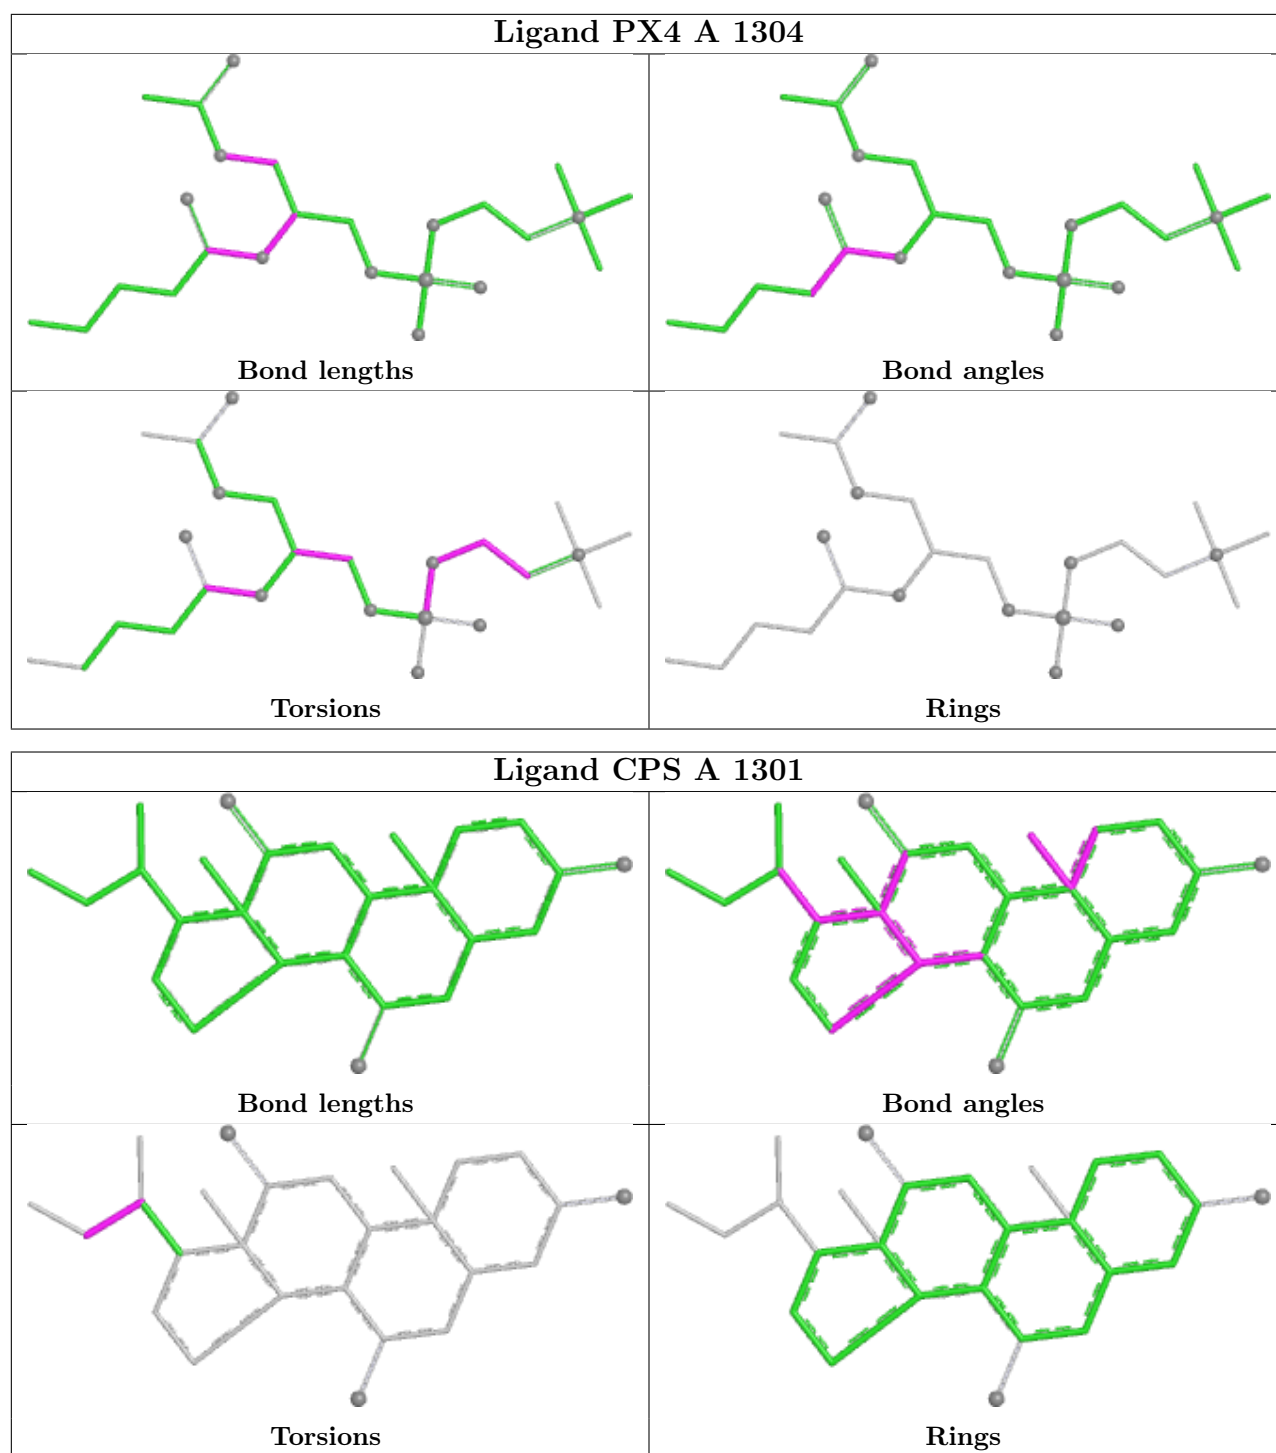 Ligand PX4 A 1304
Bond lengths
Bond angles
Torsions
Rings
Ligand CPS A 1301
Bond lengths
Bond angles
Torsions
Rings